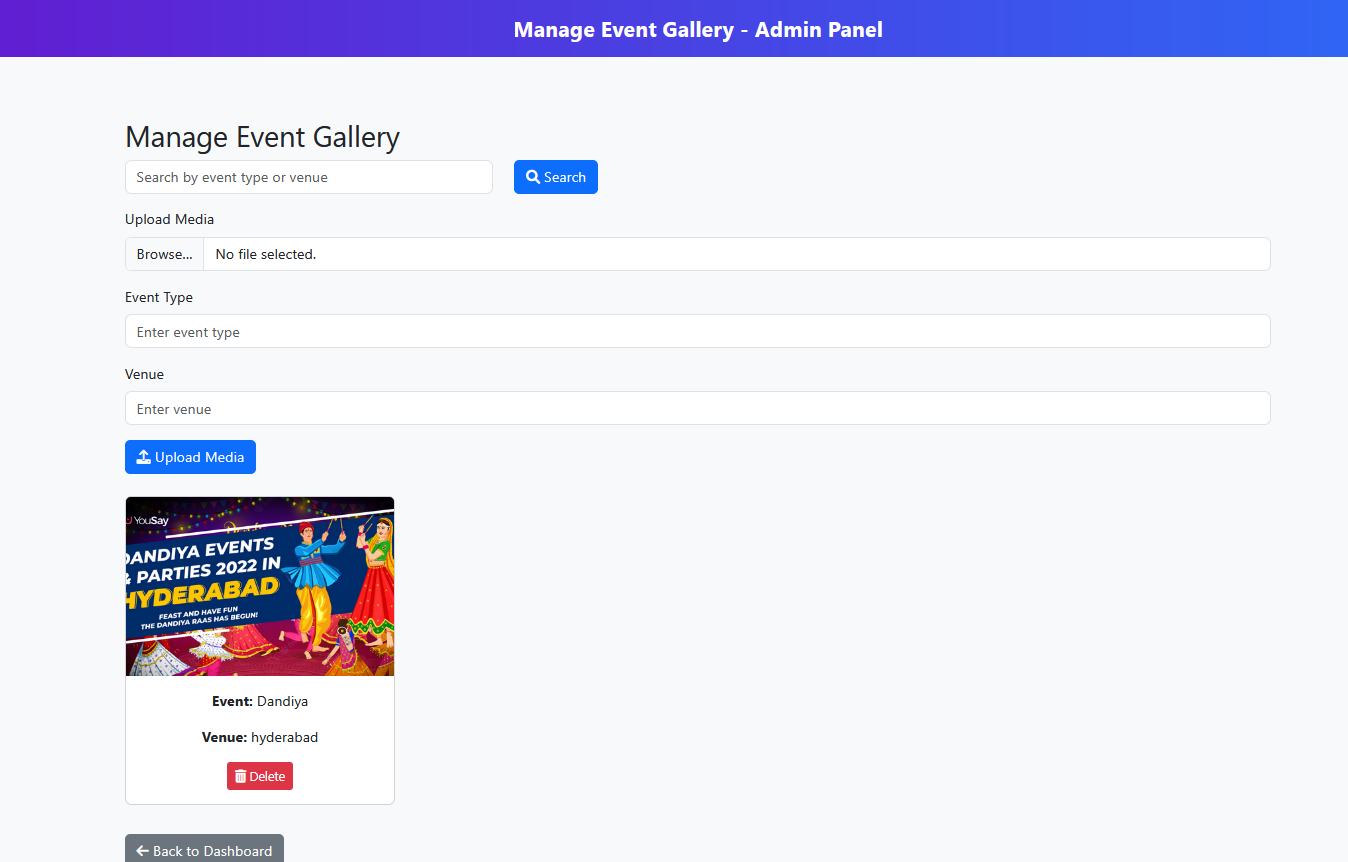 Manage Event Gallery - Admin Panel
Manage Event Gallery
Search by event type or venue
Search
Upload Media
Browse...
No file selected.
Event Type
Enter event type
Venue
Enter venue
Upload Media
YouSay
DANDIYA EVENTS
& PARTIES 2022 IN
HYDERABAD
FEAST AND HAVE FUN
THE DANDIYA RAAS HAS BEGUN!
Event: Dandiya
Venue: hyderabad
Delete
Back to Dashboard